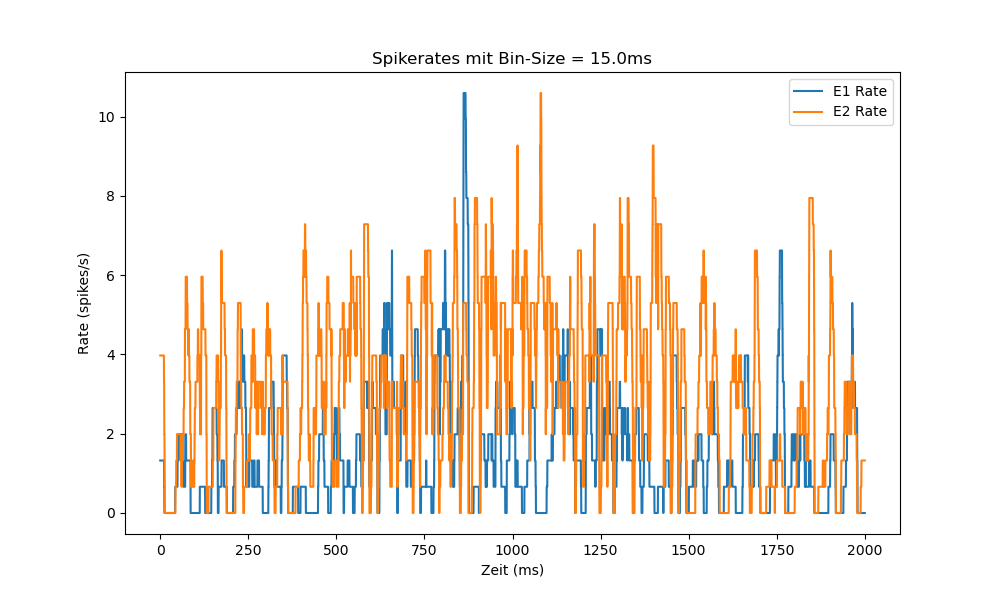 Spikerates mit Bin-Size = 15.0ms
E1 Rate
E2 Rate
Rate (spikes/s)
10
8
6
4
2
0
0 250 500 750 1000 1250 1500 1750 2000
Zeit (ms)